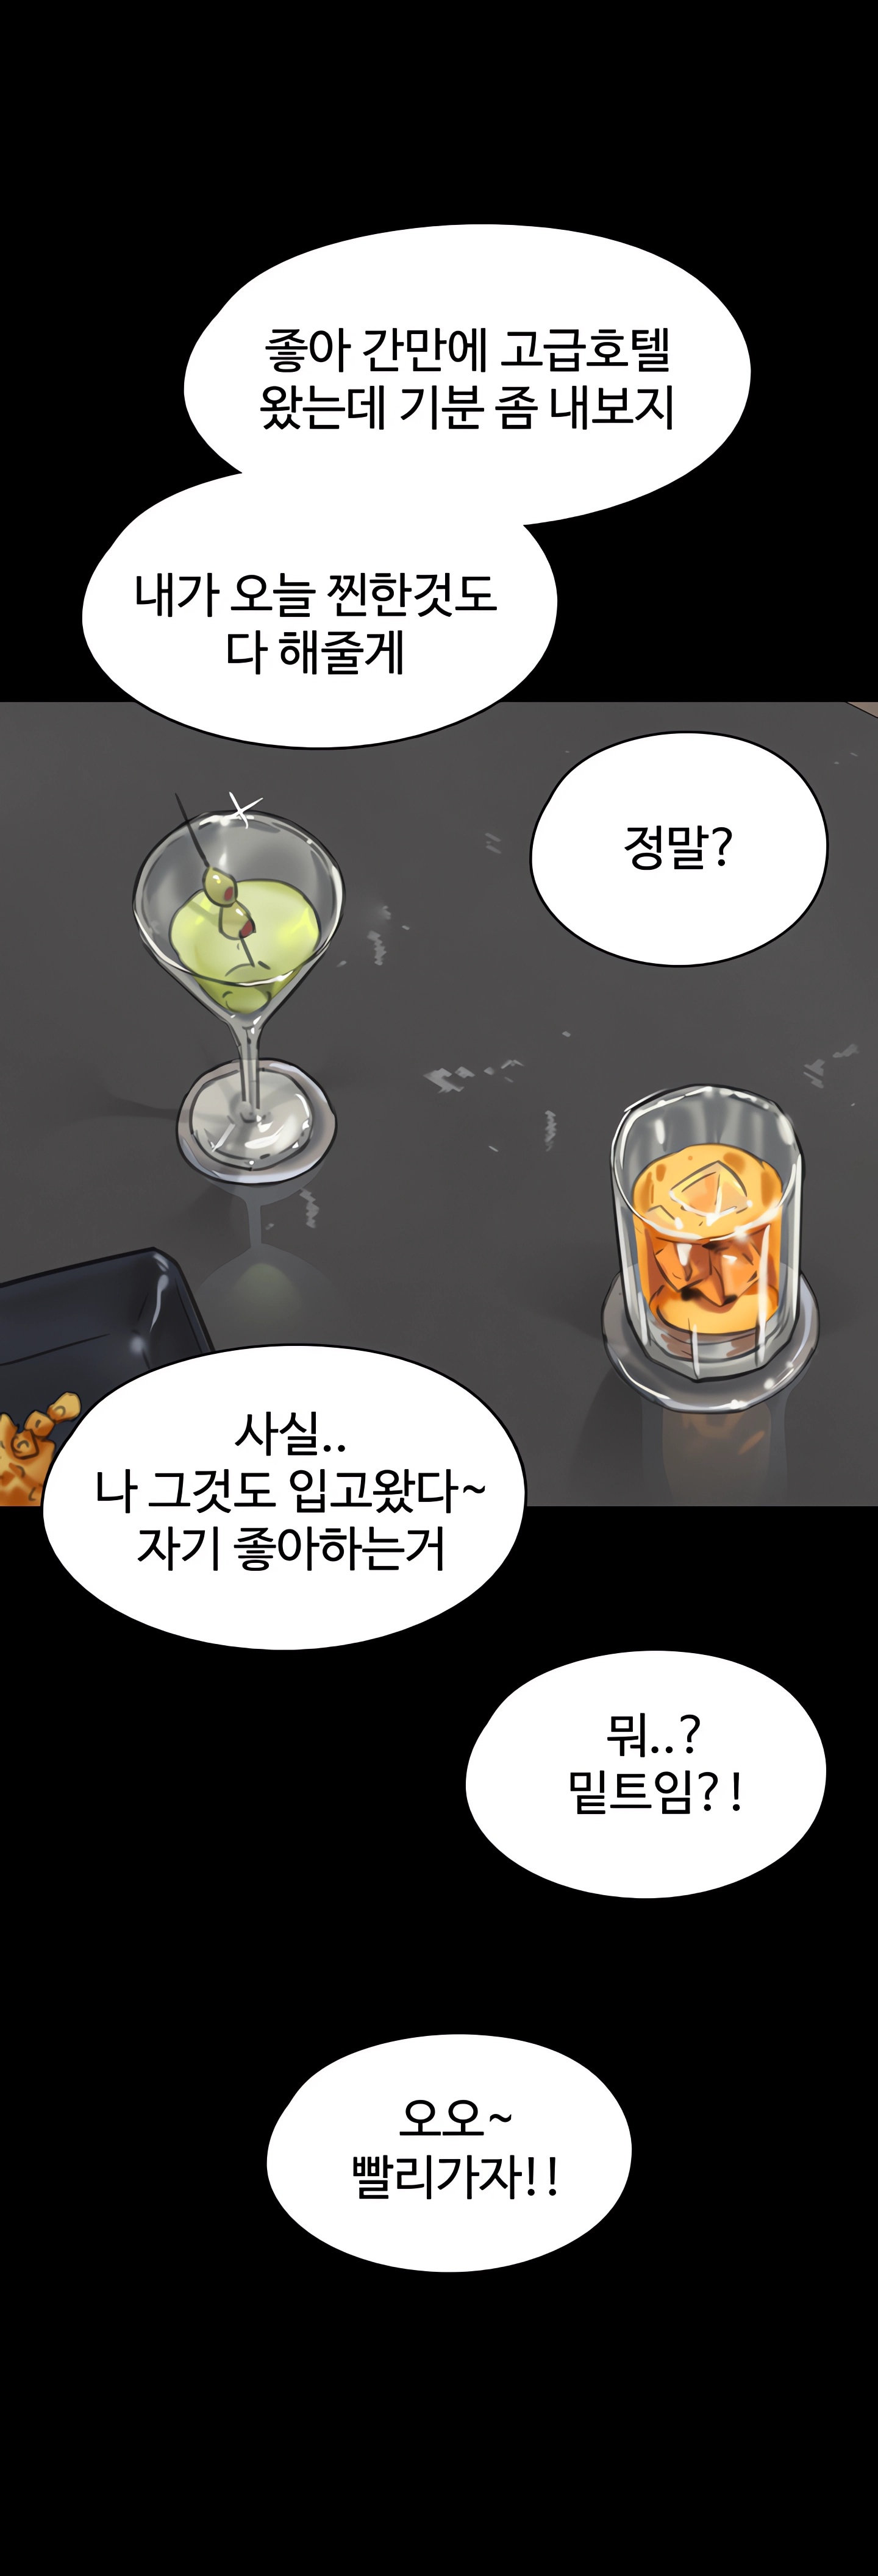 좋아 간만에 고급호텔
왔는데 기분 좀 내보지
내가 오늘 찐한것도
다 해줄게
정말?
사실..
나 그것도 입고왔다~
자기 좋아하는거
뭐..?
밑트임?!
오오~
빨리가자!!